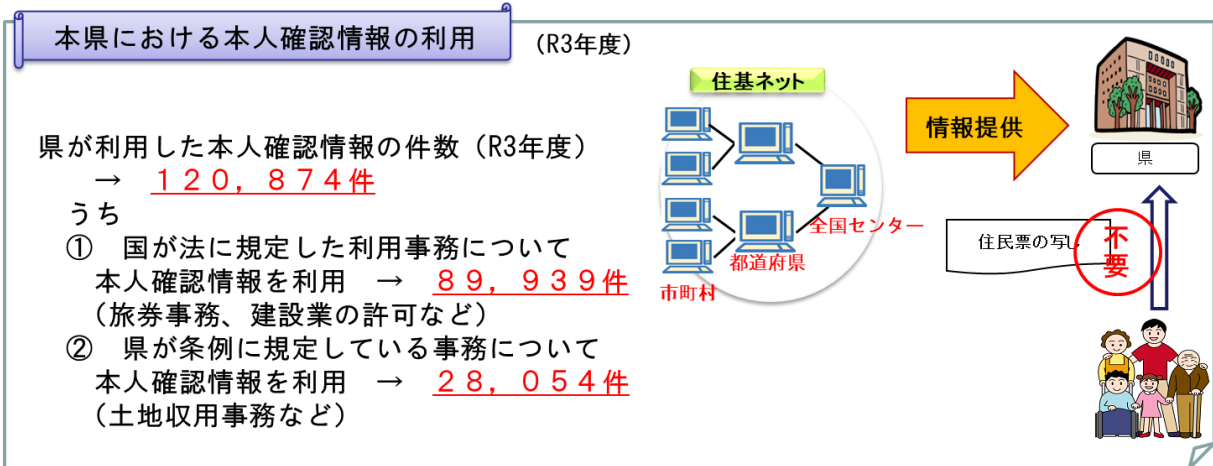 本県における本人確認情報の利用
(R3年度)
県が利用した本人確認情報の件数（R3年度）
→ １２０，８７４件
うち
① 国が法に規定した利用事務について
本人確認情報を利用 → ８９，９３９件
（旅券事務、建設業の許可など）
② 県が条例に規定している事務について
本人確認情報を利用 → ２８，０５４件
（土地収用事務など）
住基ネット
全国センター
都道府県
市町村
情報提供
県
住民票の写し
不
要